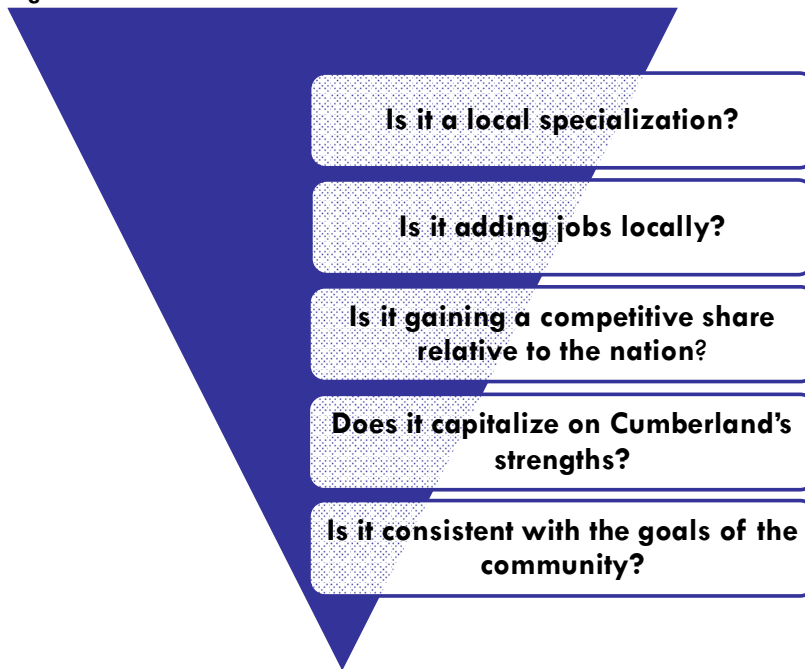 Is it a local specialization?
Is it adding jobs locally?
Is it gaining a competitive share
relative to the nation?
Does it capitalize on Cumberland’s
strengths?
Is it consistent with the goals of the
community?